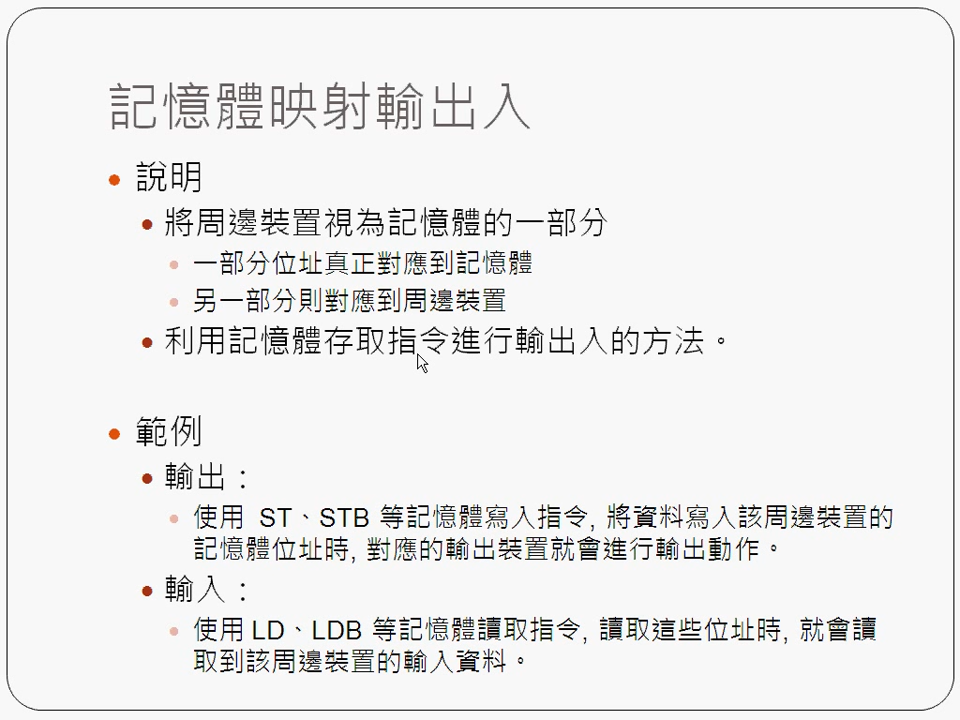 記憶體映射輸出入
說明
將周邊裝置視為記憶體的一部分
一部分位址真正對應到記憶體
另一部分則對應到周邊裝置
利用記憶體存取指令進行輸出入的方法。
範例
輸出：
使用 ST、STB 等記憶體寫入指令, 將資料寫入該周邊裝置的
記憶體位址時, 對應的輸出裝置就會進行輸出動作。
輸入：
使用 LD、LDB 等記憶體讀取指令, 讀取這些位址時, 就會讀
取到該周邊裝置的輸入資料。